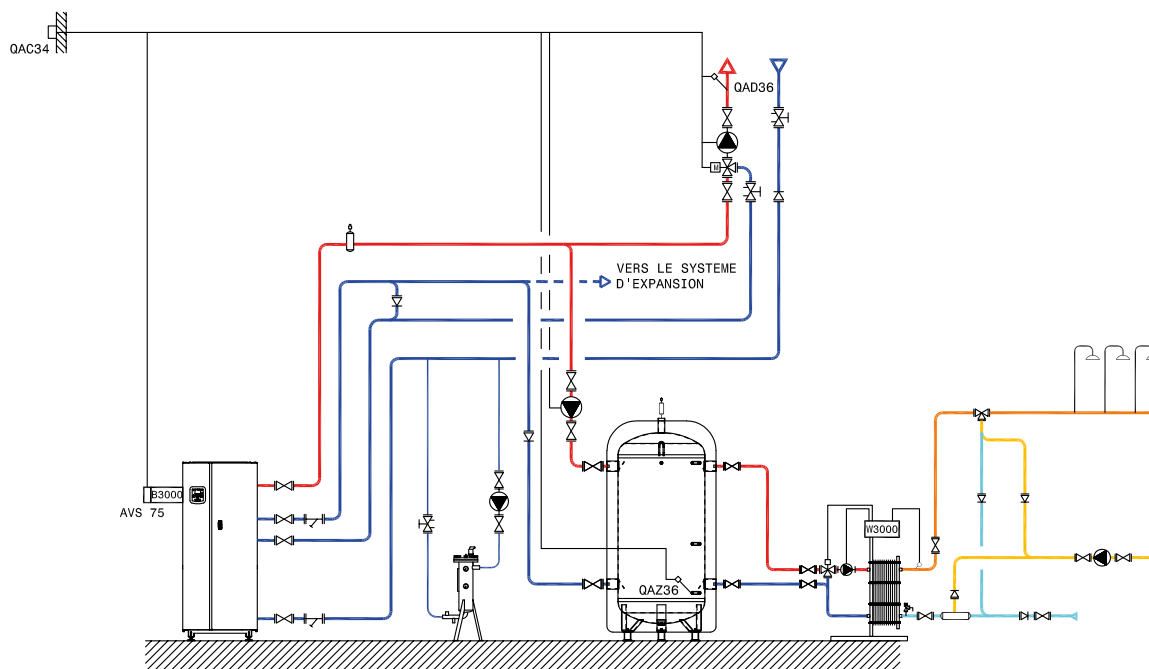 QAC34
QAD36
M
VERS LE SYSTEME
D'EXPANSION
B3000
AVS 75
W3000
QAZ36